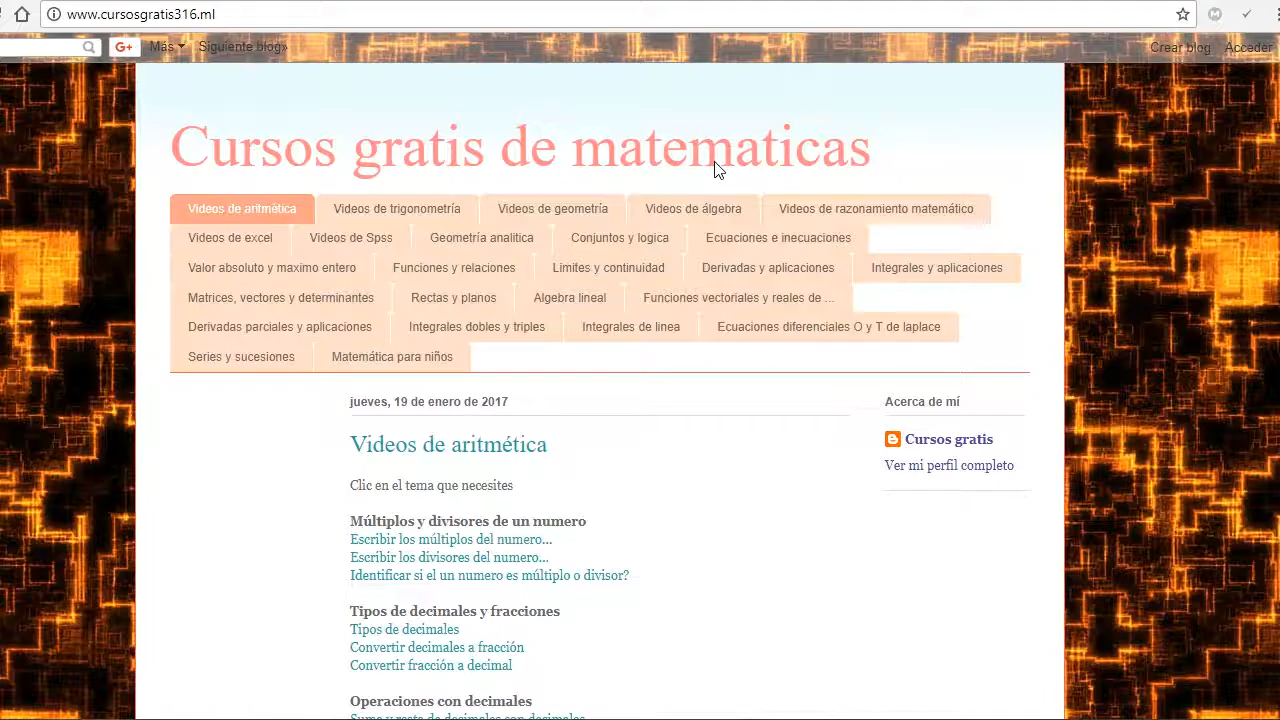 www.cursosgratis316.ml
G+ Más Siguiente blog» Crear blog Acceder
Cursos gratis de matematicas
Videos de aritmética Videos de trigonometría Videos de geometría Videos de álgebra Videos de razonamiento matemático
Videos de excel Videos de Spss Geometría analitica Conjuntos y logica Ecuaciones e inecuaciones
Valor absoluto y maximo entero Funciones y relaciones Limites y continuidad Derivadas y aplicaciones Integrales y aplicaciones
Matrices, vectores y determinantes Rectas y planos Algebra lineal Funciones vectoriales y reales de ...
Derivadas parciales y aplicaciones Integrales dobles y triples Integrales de linea Ecuaciones diferenciales O y T de laplace
Series y sucesiones Matemática para niños
jueves, 19 de enero de 2017
Videos de aritmética
Clic en el tema que necesites
Múltiplos y divisores de un numero
Escribir los múltiplos del numero...
Escribir los divisores del numero...
Identificar si el un numero es múltiplo o divisor?
Tipos de decimales y fracciones
Tipos de decimales
Convertir decimales a fracción
Convertir fracción a decimal
Operaciones con decimales
Suma y resta de decimales con decimales
Acerca de mí
Cursos gratis
Ver mi perfil completo